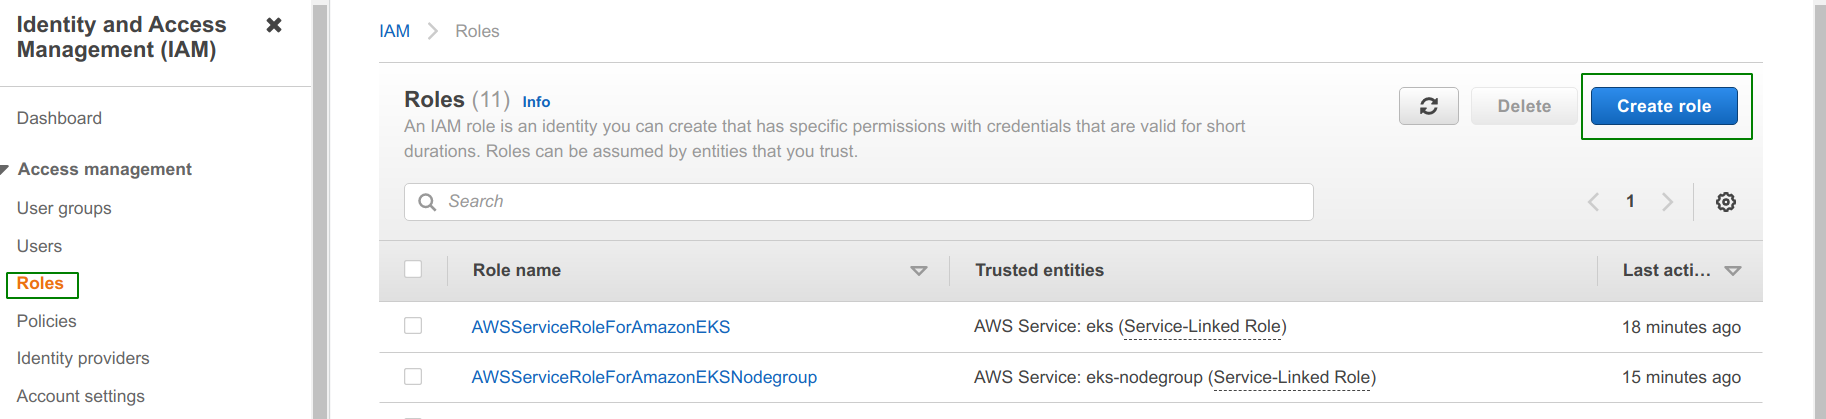 Identity and Access
Management (IAM)
Dashboard
Access management
User groups
Users
Roles
Policies
Identity providers
Account settings
IAM > Roles
Roles (11) Info
An IAM role is an identity you can create that has specific permissions with credentials that are valid for short
durations. Roles can be assumed by entities that you trust.
Delete
Create role
Search
1
Role name Trusted entities Last acti...
AWSServiceRoleForAmazonEKS AWS Service: eks (Service-Linked Role) 18 minutes ago
AWSServiceRoleForAmazonEKSNodegroup AWS Service: eks-nodegroup (Service-Linked Role) 15 minutes ago